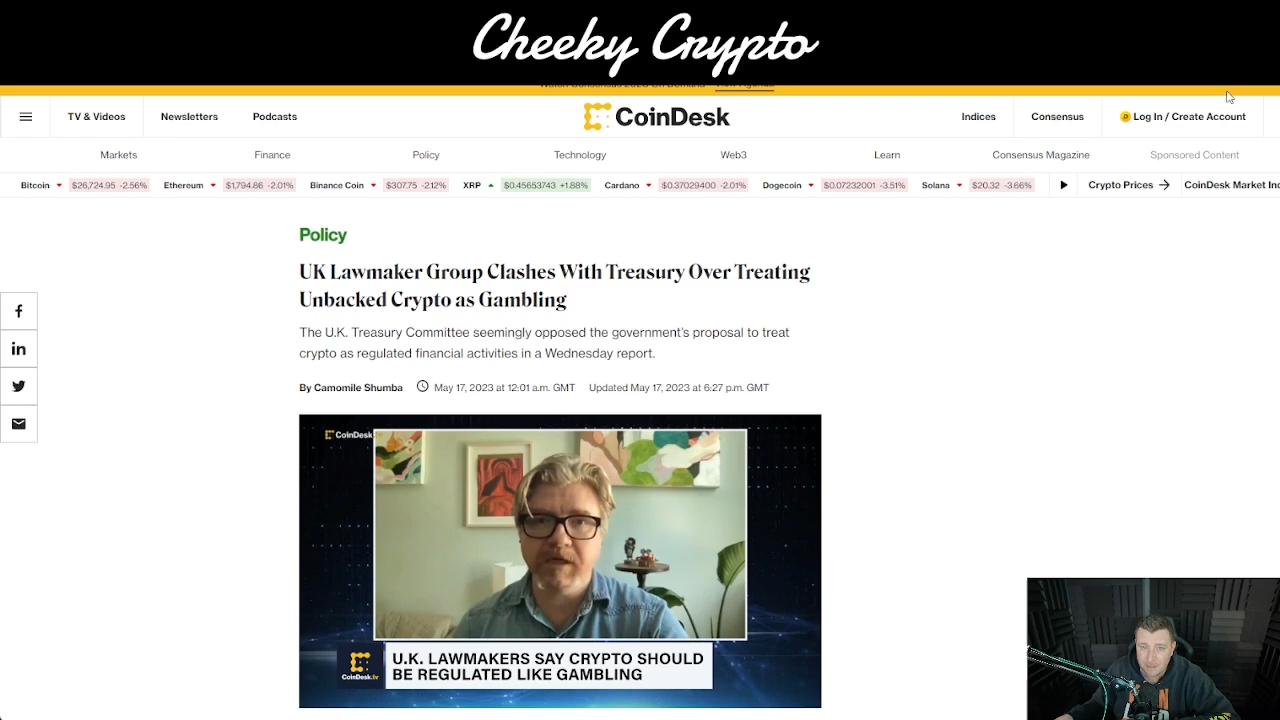 Cheeky Crypto
TV & Videos
Newsletters
Podcasts
CoinDesk
Indices
Consensus
Log In / Create Account
Markets
Finance
Policy
Technology
Web3
Learn
Consensus Magazine
Sponsored Content
Bitcoin $26,724.95 -2.56%
Ethereum $1,794.86 -2.01%
Binance Coin $307.75 -2.12%
XRP $0.45653743 +1.88%
Cardano $0.37029400 -2.01%
Dogecoin $0.07232001 -3.51%
Solana $20.32 -3.66%
Crypto Prices
CoinDesk Market
Policy
UK Lawmaker Group Clashes With Treasury Over Treating
Unbacked Crypto as Gambling
The U.K. Treasury Committee seemingly opposed the government's proposal to treat
crypto as regulated financial activities in a Wednesday report.
By Camomile Shumba May 17, 2023 at 12:01 a.m. GMT Updated May 17, 2023 at 6:27 p.m. GMT
CoinDesk
U.K. LAWMAKERS SAY CRYPTO SHOULD
BE REGULATED LIKE GAMBLING
CoinDesk.tv